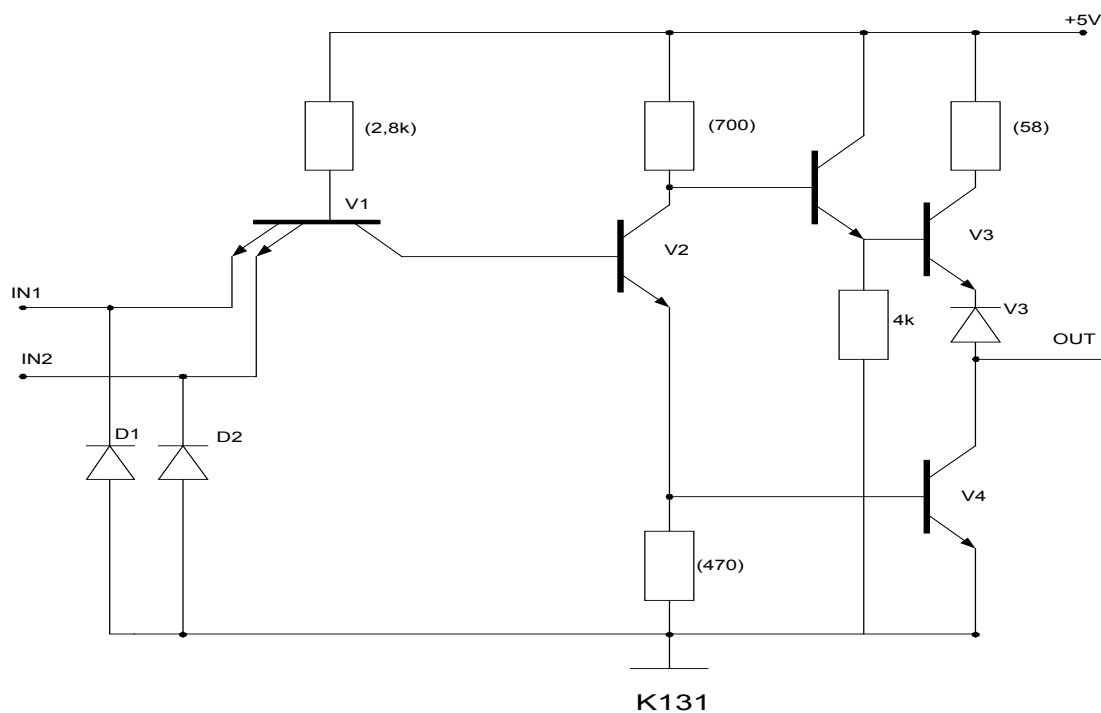 +5V
(2,8k)
(700)
(58)
V1
V2
V3
IN1
V3
4k
OUT
IN2
D1
D2
V4
(470)
K131